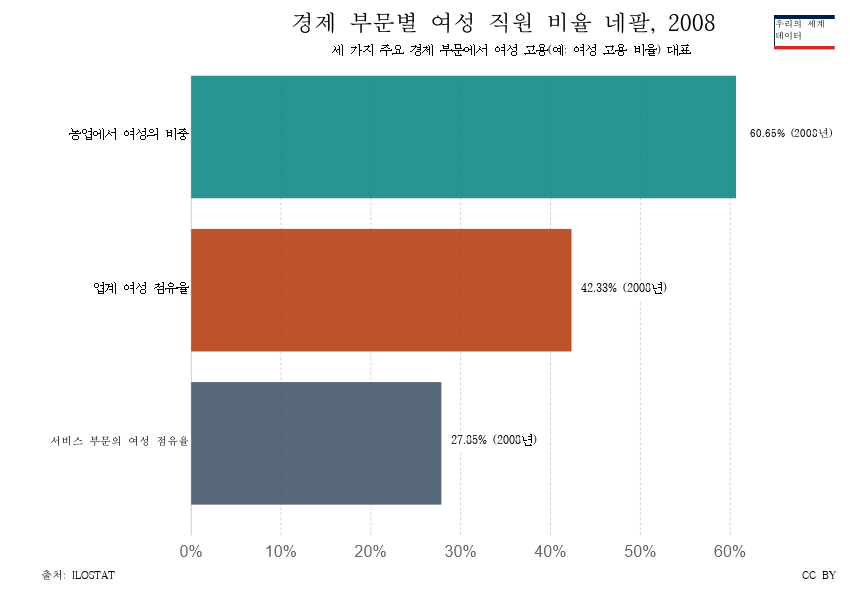 경제 부문별 여성 직원 비율 네팔, 2008
세 가지 주요 경제 부문에서 여성 고용(예: 여성 고용 비율) 대표
우리의 세계
데이터
농업에서 여성의 비중
60.65% (2008년)
업계 여성 점유율
42.33% (2008년)
서비스 부문의 여성 점유율
27.85% (2008년)
0% 10% 20% 30% 40% 50% 60%
출처: ILOSTAT
CC BY